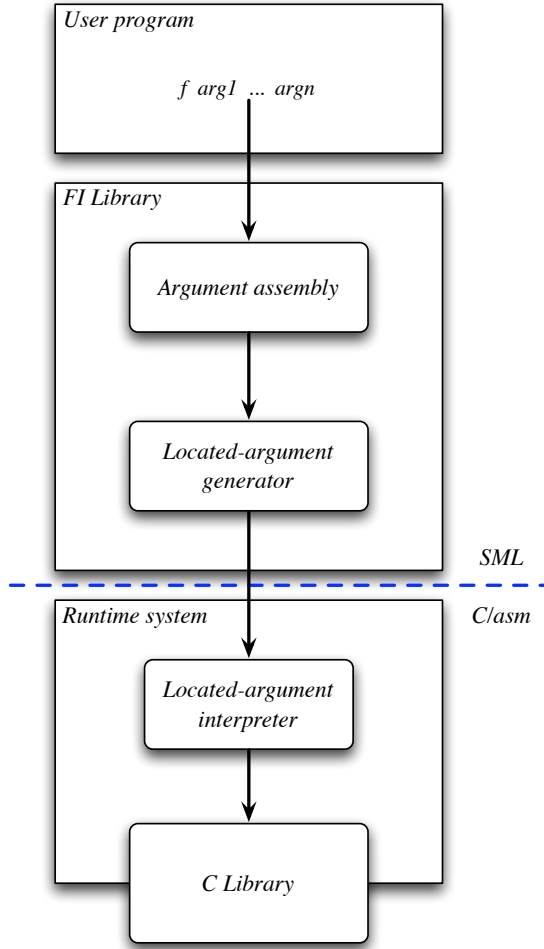 User program
f arg1 ... argn
FI Library
Argument assembly
Located-argument
generator
SML
Runtime system
C/asm
Located-argument
interpreter
C Library